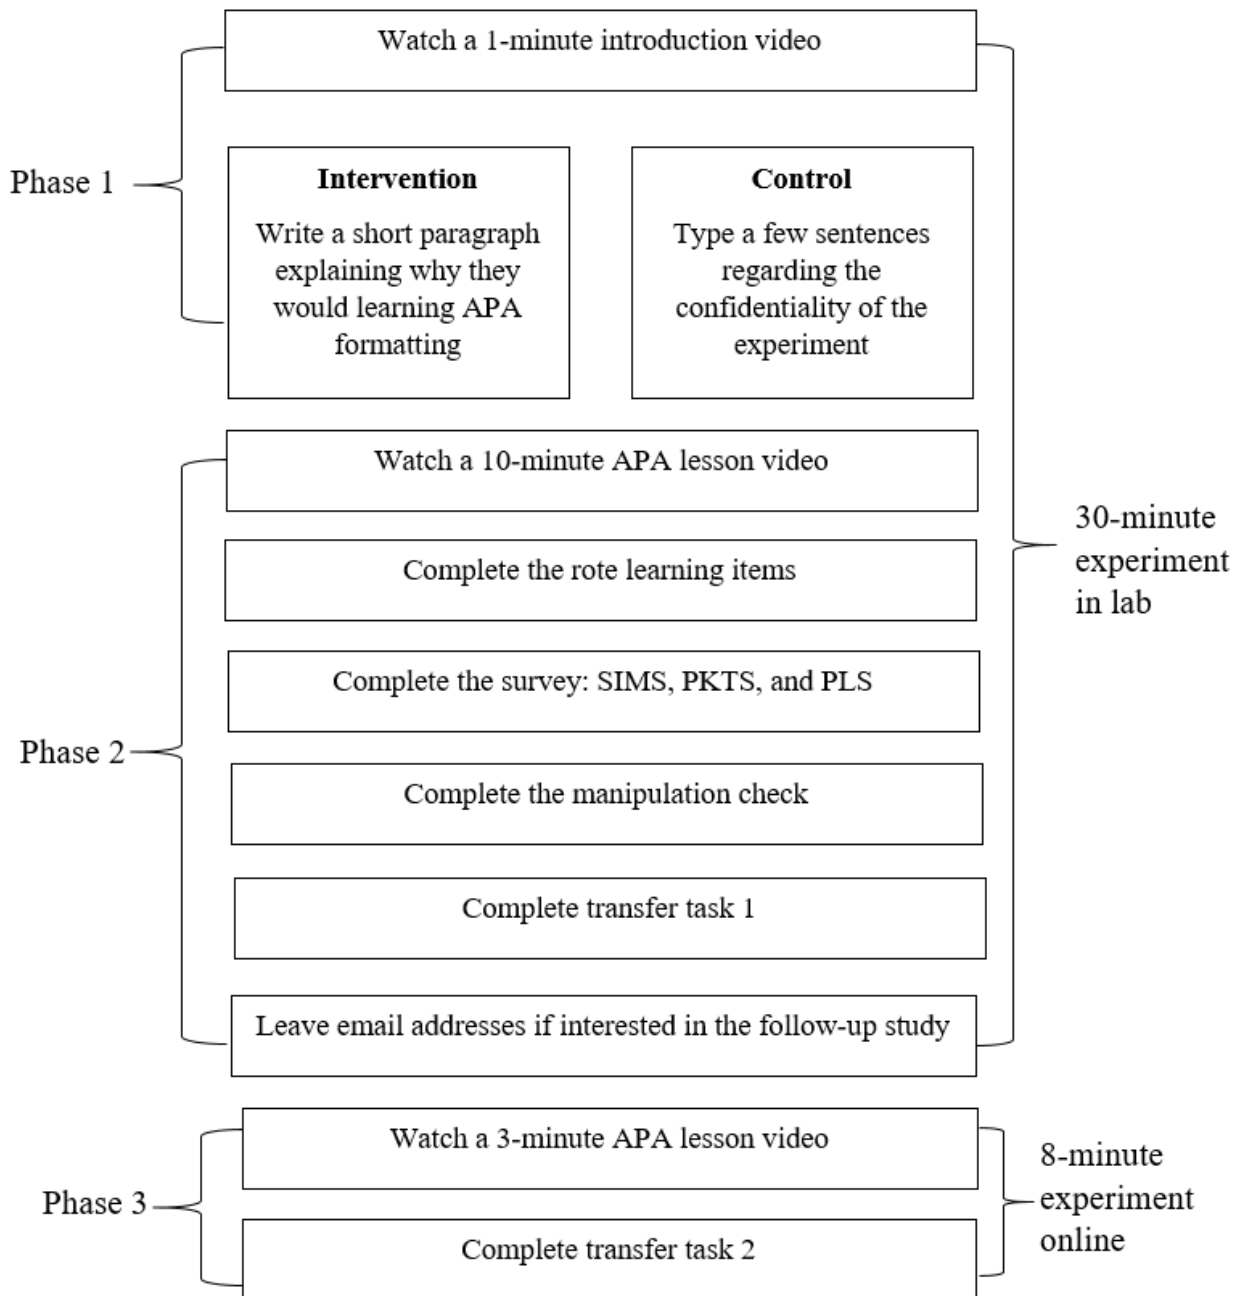 Watch a 1-minute introduction video
Phase 1
Intervention
Write a short paragraph
explaining why they
would learning APA
formatting
Control
Type a few sentences
regarding the
confidentiality of the
experiment
Watch a 10-minute APA lesson video
Complete the rote learning items
Complete the survey: SIMS, PKTS, and PLS
Phase 2
Complete the manipulation check
Complete transfer task 1
Leave email addresses if interested in the follow-up study
30-minute
experiment
in lab
Watch a 3-minute APA lesson video
Phase 3
Complete transfer task 2
8-minute
experiment
online